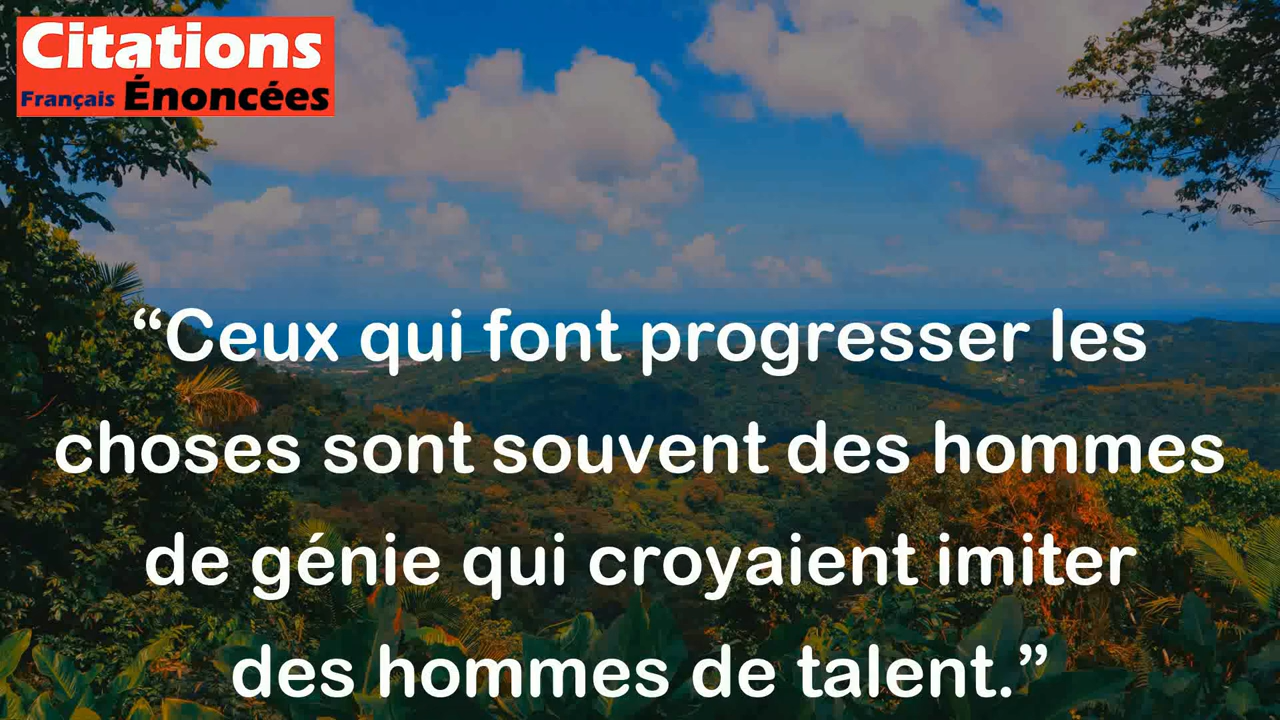 Citations
Français Énoncées
“Ceux qui font progresser les
choses sont souvent des hommes
de génie qui croyaient imiter
des hommes de talent.”